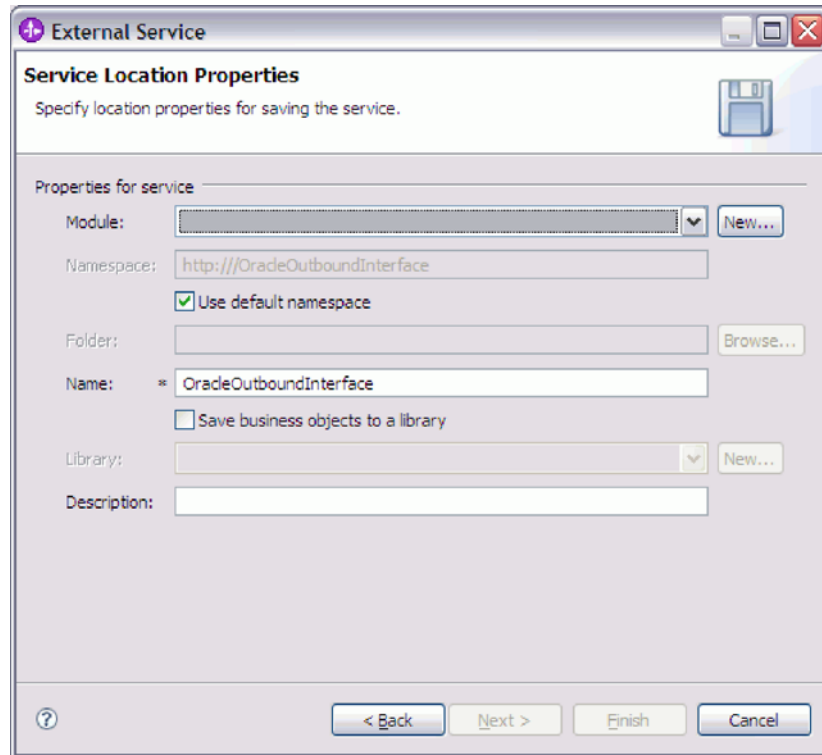 External Service
Service Location Properties
Specify location properties for saving the service.
Properties for service
Module: New...
Namespace: http:///OracleOutboundInterface
Use default namespace
Folder: Browse...
Name: * OracleOutboundInterface
Save business objects to a library
Library: New...
Description:
? < Back Next > Finish Cancel